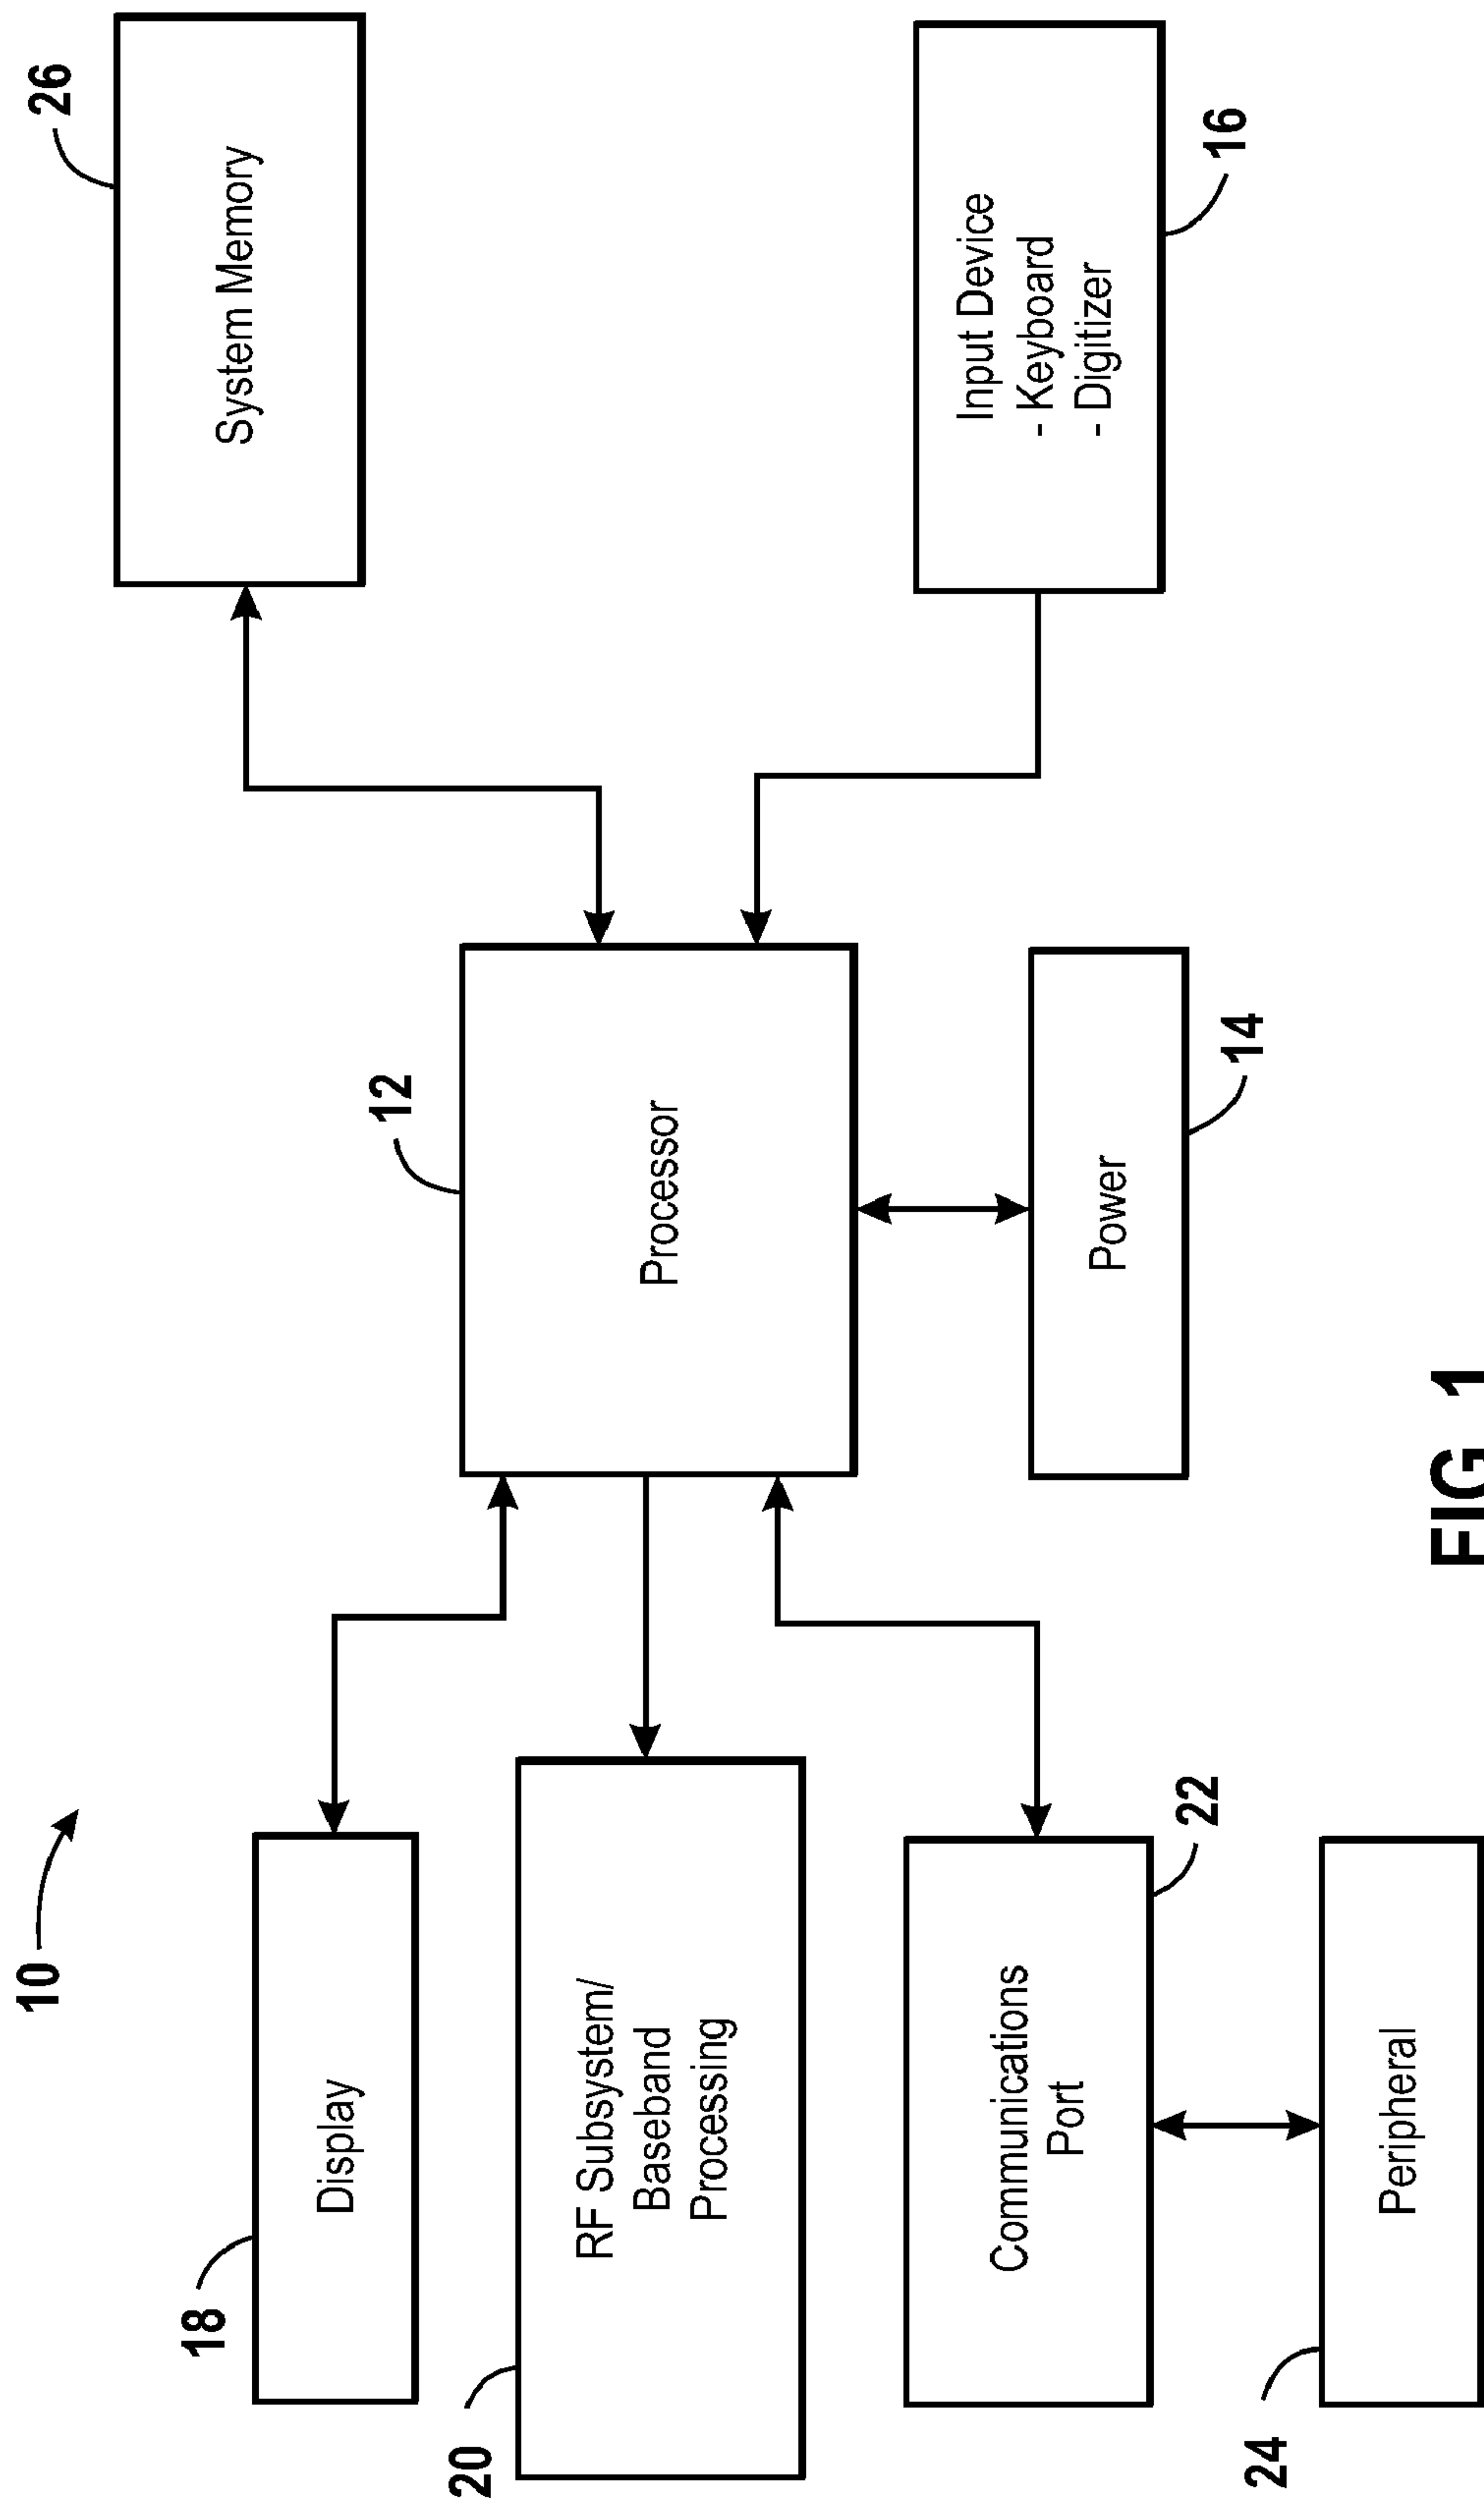 10
26
System Memory
18
Display
12
Processor
20
RF Subsystem/
Baseband
Processing
Input Device
- Keyboard
- Digitizer
16
Communications
Port
22
Power
14
24
Peripheral
FIG 1